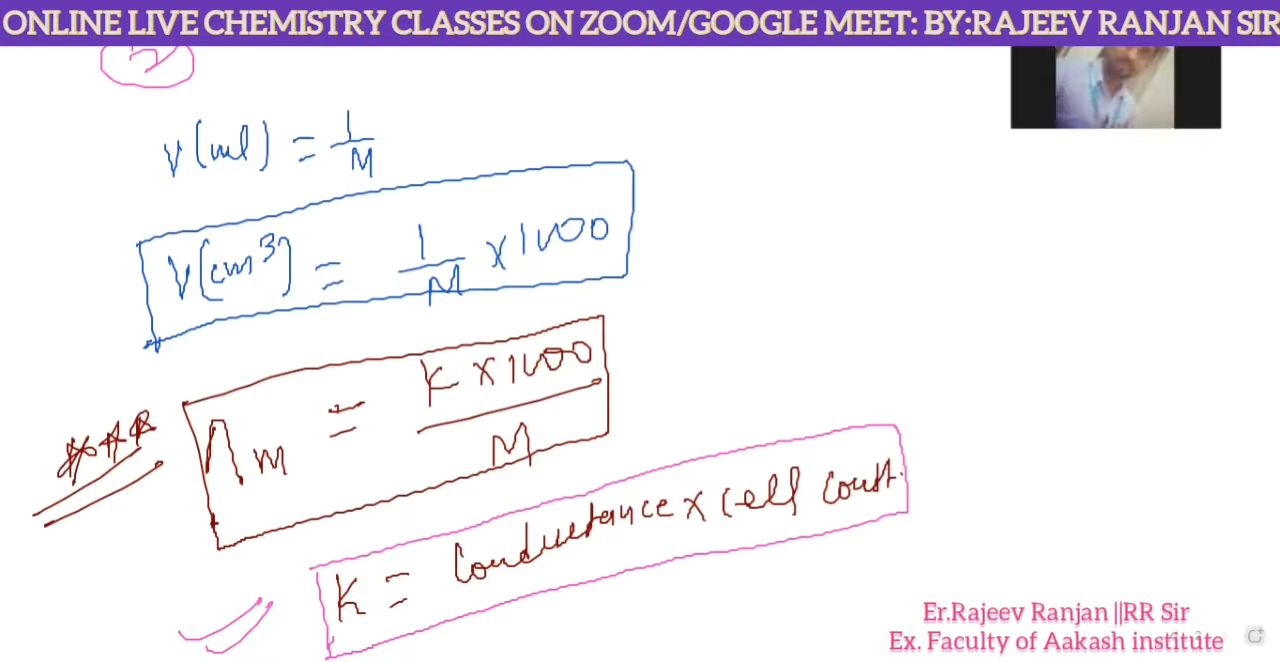 ONLINE LIVE CHEMISTRY CLASSES ON ZOOM/GOOGLE MEET: BY:RAJEEV RANJAN SIR
2
V(ml) = 1/M
V(cm³) = 1/M × 1000
Λm = K × 1000 / M
K = Conductance × cell const.
Er.Rajeev Ranjan ||RR Sir
Ex. Faculty of Aakash institute